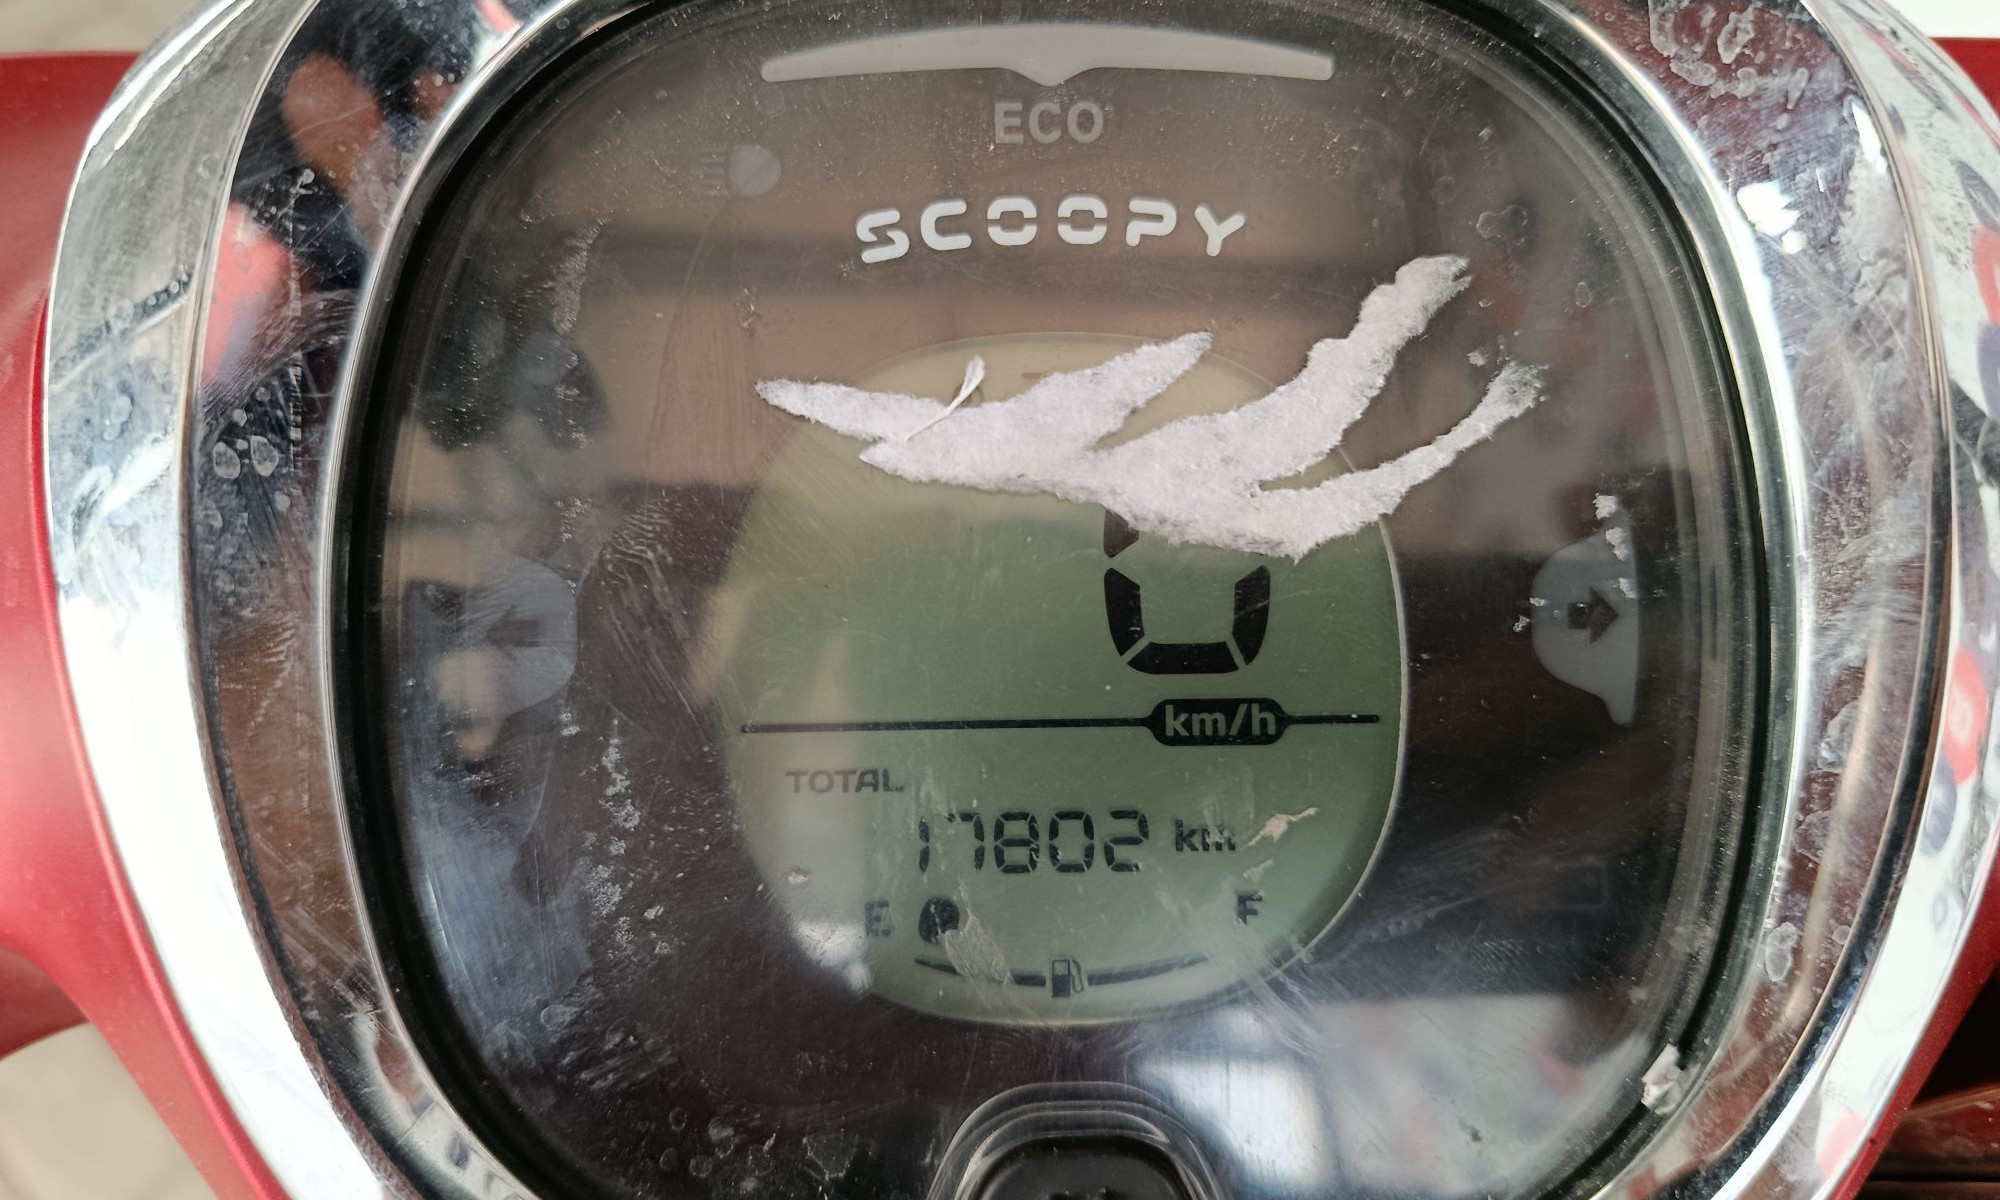 ECO
SCOOPY
0
km/h
TOTAL
17802 km
E F